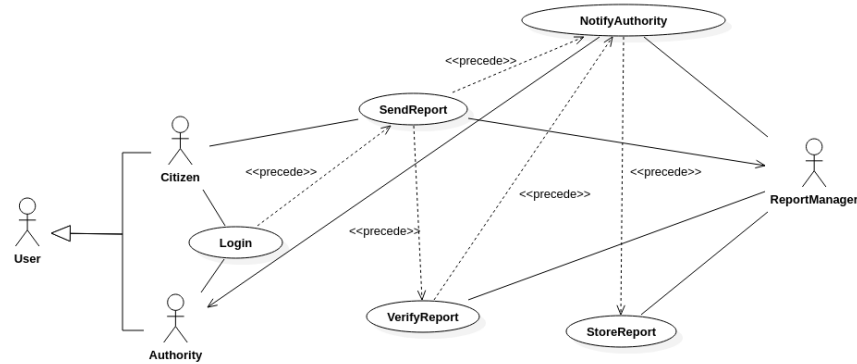 NotifyAuthority
<<precede>>
SendReport
Citizen
<<precede>>
<<precede>>
ReportManager
<<precede>>
User
Login
<<precede>>
VerifyReport
StoreReport
Authority